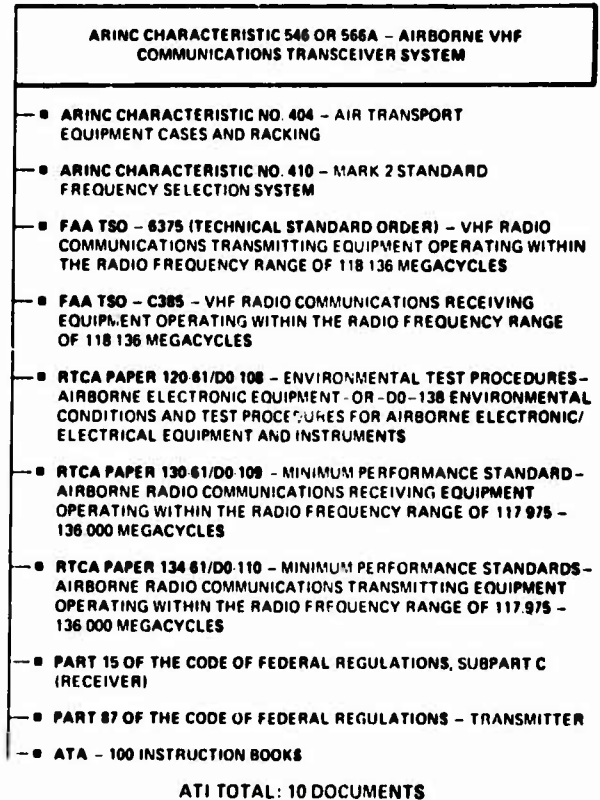 ARINC CHARACTERISTIC 546 OR 566A – AIRBORNE VHF
COMMUNICATIONS TRANSCEIVER SYSTEM
ARINC CHARACTERISTIC NO. 404 – AIR TRANSPORT
EQUIPMENT CASES AND RACKING
ARINC CHARACTERISTIC NO. 410 – MARK 2 STANDARD
FREQUENCY SELECTION SYSTEM
FAA TSO – 6375 (TECHNICAL STANDARD ORDER) – VHF RADIO
COMMUNICATIONS TRANSMITTING EQUIPMENT OPERATING WITHIN
THE RADIO FREQUENCY RANGE OF 118 136 MEGACYCLES
FAA TSO – C385 – VHF RADIO COMMUNICATIONS RECEIVING
EQUIPMENT OPERATING WITHIN THE RADIO FREQUENCY RANGE
OF 118 136 MEGACYCLES
RTCA PAPER 120-61/D0 108 – ENVIRONMENTAL TEST PROCEDURES–
AIRBORNE ELECTRONIC EQUIPMENT - OR - D0-138 ENVIRONMENTAL
CONDITIONS AND TEST PROCEDURES FOR AIRBORNE ELECTRONIC/
ELECTRICAL EQUIPMENT AND INSTRUMENTS
RTCA PAPER 130-61/D0-109 – MINIMUM PERFORMANCE STANDARD–
AIRBORNE RADIO COMMUNICATIONS RECEIVING EQUIPMENT
OPERATING WITHIN THE RADIO FREQUENCY RANGE OF 117 975 –
136 000 MEGACYCLES
RTCA PAPER 134 61/D0-110 – MINIMUM PERFORMANCE STANDARDS–
AIRBORNE RADIO COMMUNICATIONS TRANSMITTING EQUIPMENT
OPERATING WITHIN THE RADIO FREQUENCY RANGE OF 117.975 –
136 000 MEGACYCLES
PART 15 OF THE CODE OF FEDERAL REGULATIONS, SUBPART C
(RECEIVER)
PART 87 OF THE CODE OF FEDERAL REGULATIONS – TRANSMITTER
ATA – 100 INSTRUCTION BOOKS
ATI TOTAL: 10 DOCUMENTS